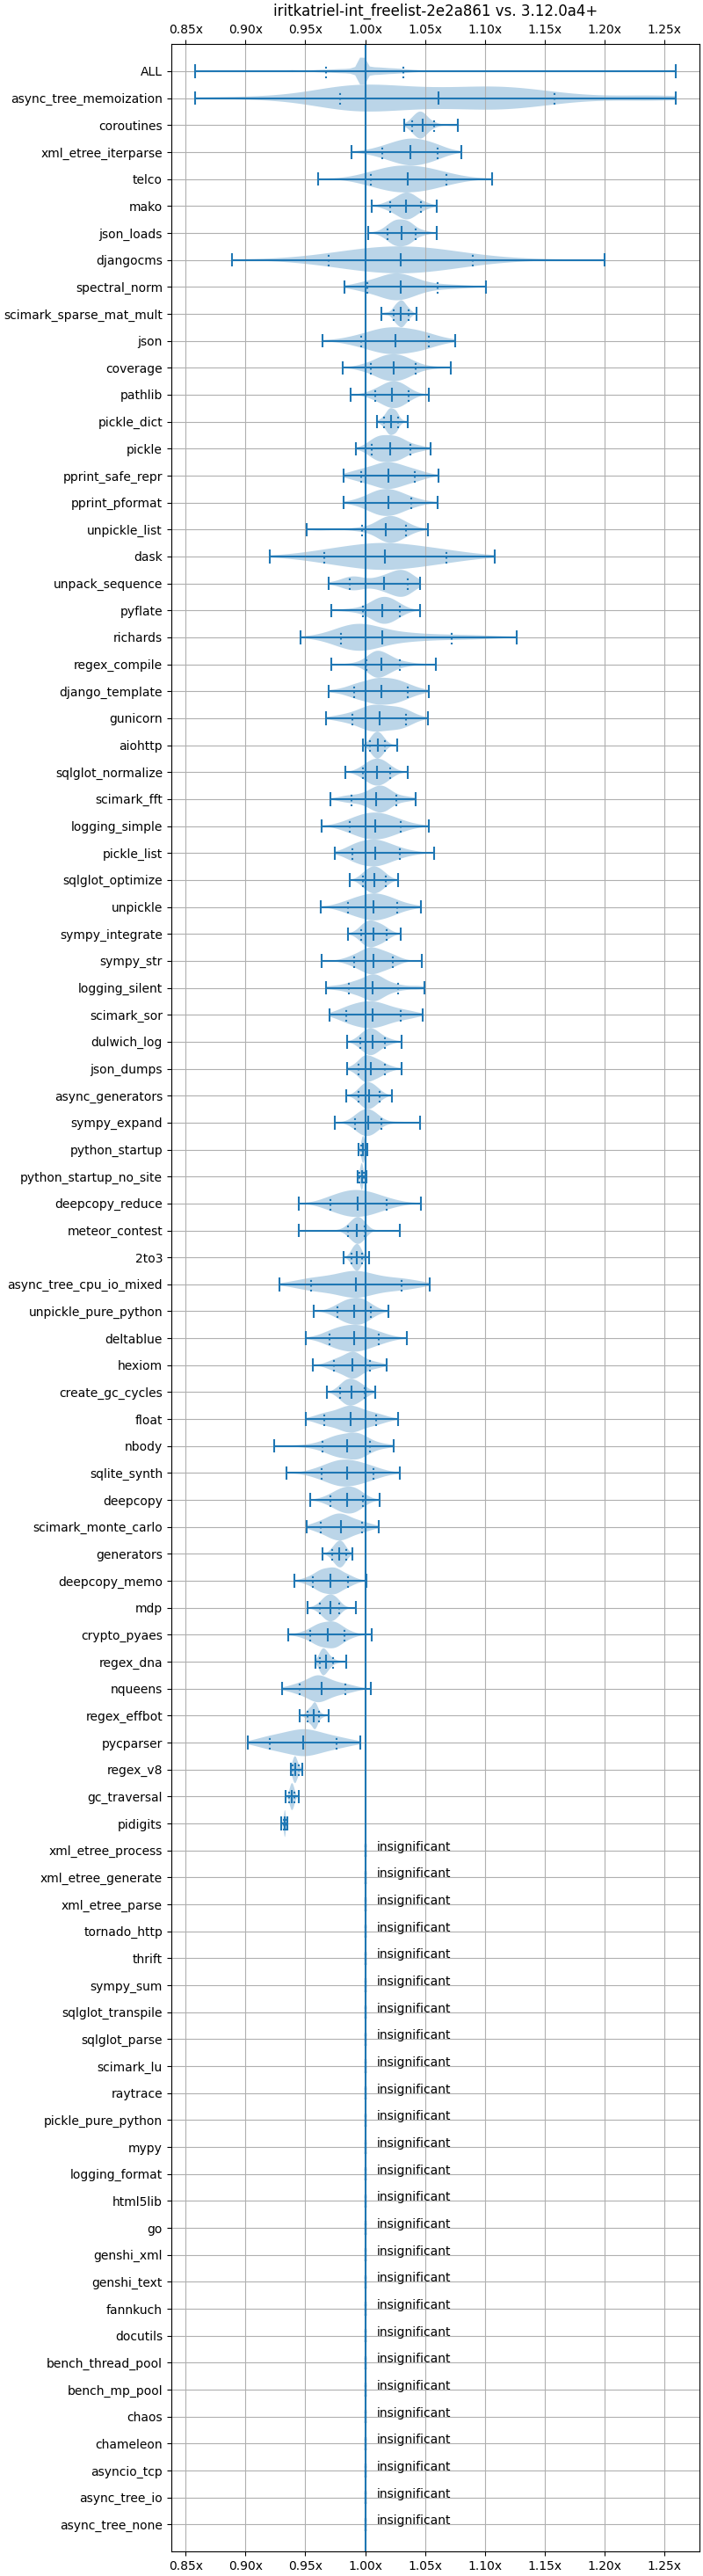 iritkatriel-int_freelist-2e2a861 vs. 3.12.0a4+
0.85x 0.90x 0.95x 1.00x 1.05x 1.10x 1.15x 1.20x 1.25x
ALL
async_tree_memoization
coroutines
xml_etree_iterparse
telco
mako
json_loads
djangocms
spectral_norm
scimark_sparse_mat_mult
json
coverage
pathlib
pickle_dict
pickle
pprint_safe_repr
pprint_pformat
unpickle_list
dask
unpack_sequence
pyflate
richards
regex_compile
django_template
gunicorn
aiohttp
sqlglot_normalize
scimark_fft
logging_simple
pickle_list
sqlglot_optimize
unpickle
sympy_integrate
sympy_str
logging_silent
scimark_sor
dulwich_log
json_dumps
async_generators
sympy_expand
python_startup
python_startup_no_site
deepcopy_reduce
meteor_contest
2to3
async_tree_cpu_io_mixed
unpickle_pure_python
deltablue
hexiom
create_gc_cycles
float
nbody
sqlite_synth
deepcopy
scimark_monte_carlo
generators
deepcopy_memo
mdp
crypto_pyaes
regex_dna
nqueens
regex_effbot
pycparser
regex_v8
gc_traversal
pidigits
xml_etree_process insignificant
xml_etree_generate insignificant
xml_etree_parse insignificant
tornado_http insignificant
thrift insignificant
sympy_sum insignificant
sqlglot_transpile insignificant
sqlglot_parse insignificant
scimark_lu insignificant
raytrace insignificant
pickle_pure_python insignificant
mypy insignificant
logging_format insignificant
html5lib insignificant
go insignificant
genshi_xml insignificant
genshi_text insignificant
fannkuch insignificant
docutils insignificant
bench_thread_pool insignificant
bench_mp_pool insignificant
chaos insignificant
chameleon insignificant
asyncio_tcp insignificant
async_tree_io insignificant
async_tree_none insignificant
0.85x 0.90x 0.95x 1.00x 1.05x 1.10x 1.15x 1.20x 1.25x